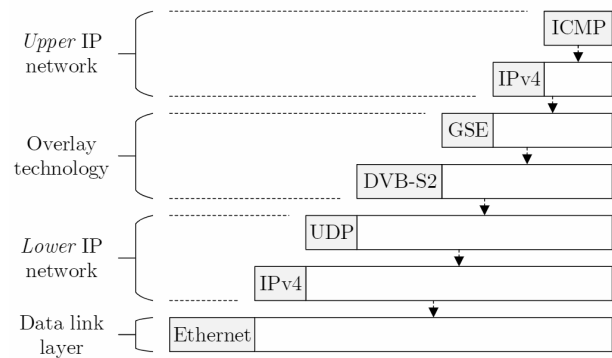 ICMP
Upper IP
network
IPv4
GSE
Overlay
technology
DVB-S2
UDP
Lower IP
network
IPv4
Data link
layer
Ethernet